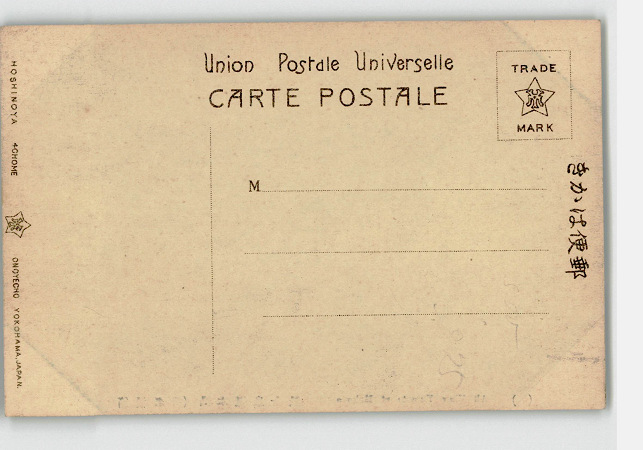 Union Postale Universelle
CARTE POSTALE
TRADE
MARK
M
きかは便郵
HOSHINOYA 4CHOME
ONOYECHO YOKOHAMA, JAPAN.